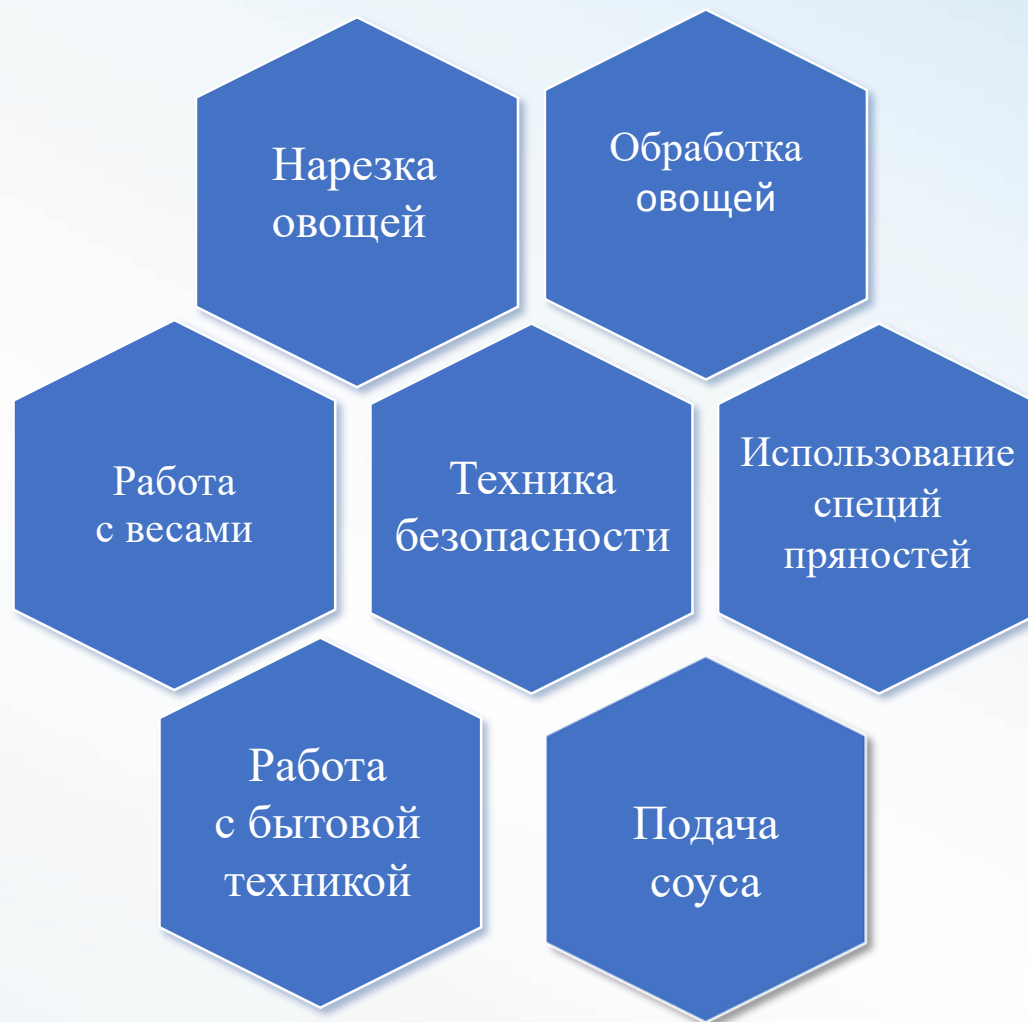 Нарезка
овощей
Обработка
овощей
Работа
с весами
Техника
безопасности
Использование
специй
пряностей
Работа
с бытовой
техникой
Подача
соуса